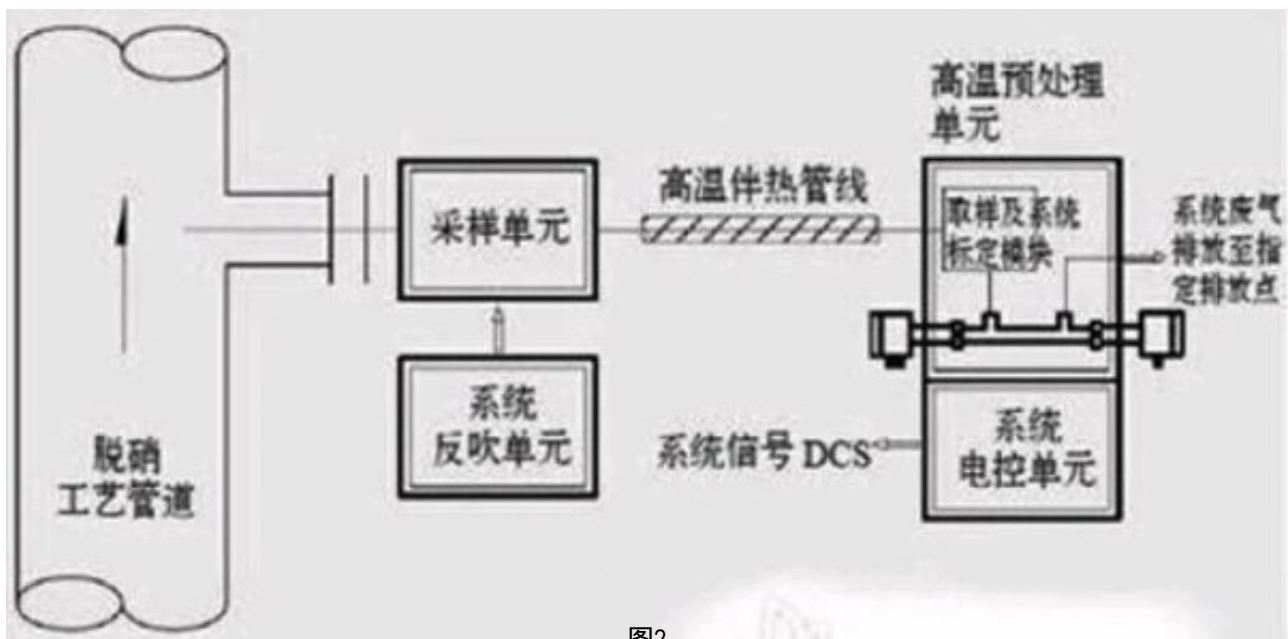 高温预处理
单元
高温伴热管线
采样单元
取样及系统
标定模块
系统废气
排放至指
定排放点
系统
反吹单元
系统信号 DCS
系统
电控单元
脱硝
工艺管道
图2